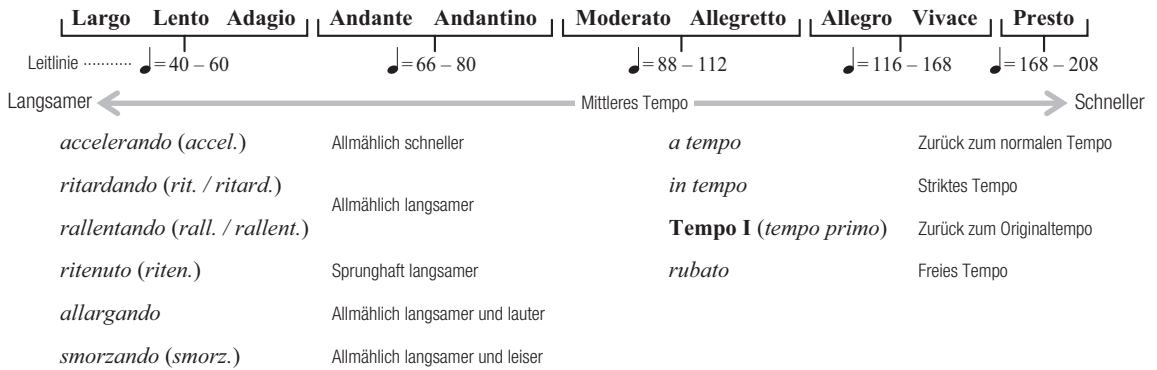 Largo Lento Adagio Andante Andantino Moderato Allegretto Allegro Vivace Presto
Leitlinie ··········· ♩= 40 – 60 ♩= 66 – 80 ♩= 88 – 112 ♩= 116 – 168 ♩= 168 – 208
Langsamer Mittleres Tempo Schneller
accelerando (accel.) Allmählich schneller a tempo Zurück zum normalen Tempo
ritardando (rit. / ritard.) in tempo Striktes Tempo
Allmählich langsamer
rallentando (rall. / rallent.) Tempo I (tempo primo) Zurück zum Originaltempo
ritenuto (riten.) Sprunghaft langsamer rubato Freies Tempo
allargando Allmählich langsamer und lauter
smorzando (smorz.) Allmählich langsamer und leiser